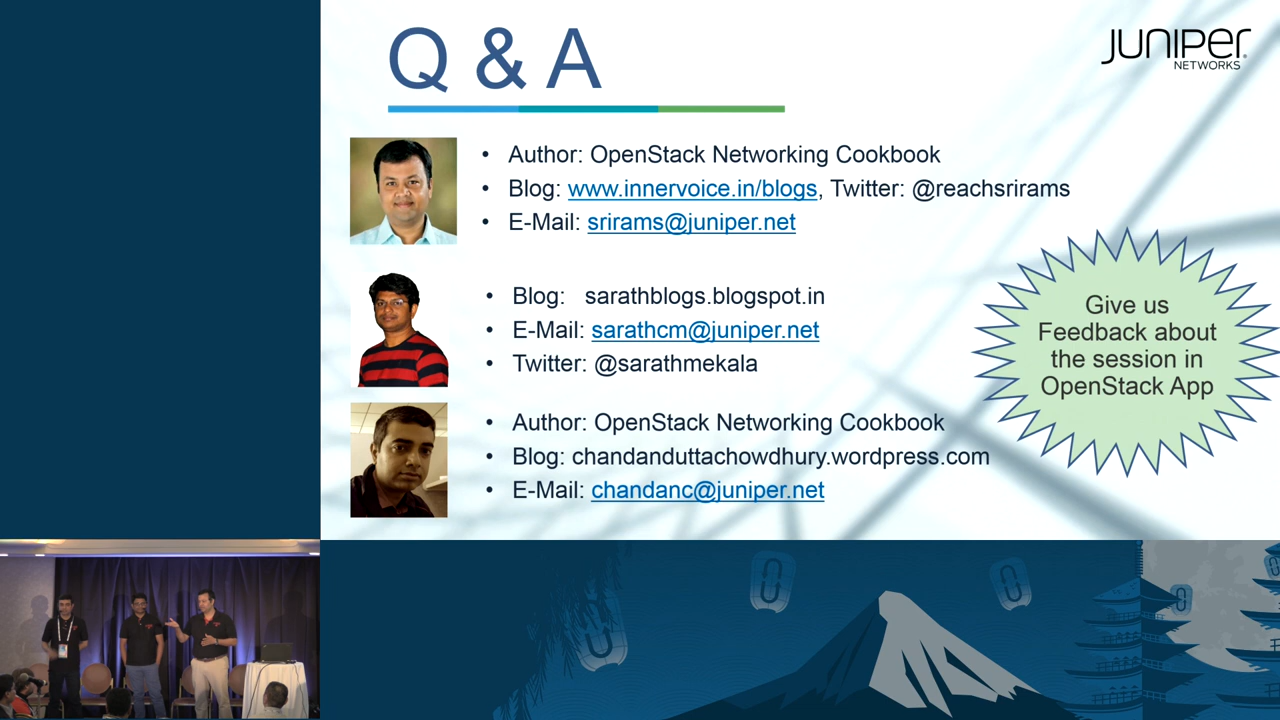 Q & A
JUNIPER
NETWORKS
• Author: OpenStack Networking Cookbook
• Blog: www.innervoice.in/blogs, Twitter: @reachsrirams
• E-Mail: srirams@juniper.net
• Blog: sarathblogs.blogspot.in
• E-Mail: sarathcm@juniper.net
• Twitter: @sarathmekala
Give us
Feedback about
the session in
OpenStack App
• Author: OpenStack Networking Cookbook
• Blog: chandanduttachowdhury.wordpress.com
• E-Mail: chandanc@juniper.net